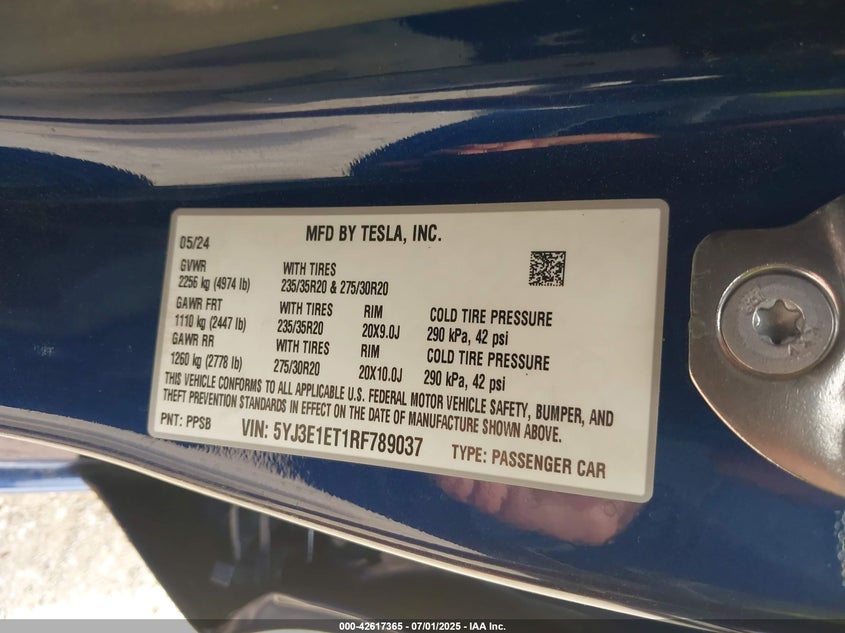 05/24
MFD BY TESLA, INC.
GVWR
2256 kg (4974 lb)
WITH TIRES
235/35R20 & 275/30R20
GAWR FRT
1110 kg (2447 lb)
WITH TIRES
235/35R20
RIM
20X9.0J
COLD TIRE PRESSURE
290 kPa, 42 psi
GAWR RR
1260 kg (2778 lb)
WITH TIRES
275/30R20
RIM
20X10.0J
COLD TIRE PRESSURE
290 kPa, 42 psi
THIS VEHICLE CONFORMS TO ALL APPLICABLE U.S. FEDERAL MOTOR VEHICLE SAFETY, BUMPER, AND
THEFT PREVENTION STANDARDS IN EFFECT ON THE DATE OF MANUFACTURE SHOWN ABOVE.
PNT: PPSB
VIN: 5YJ3E1ET1RF789037
TYPE: PASSENGER CAR
000-42617365 - 07/01/2025 - IAA Inc.